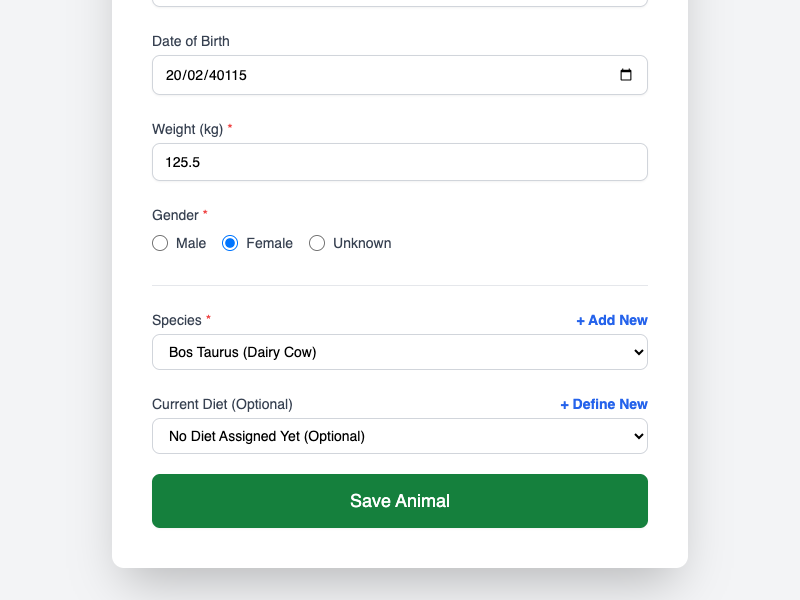 Date of Birth
20/02/40115
Weight (kg) *
125.5
Gender *
Male Female Unknown
Species * + Add New
Bos Taurus (Dairy Cow)
Current Diet (Optional) + Define New
No Diet Assigned Yet (Optional)
Save Animal